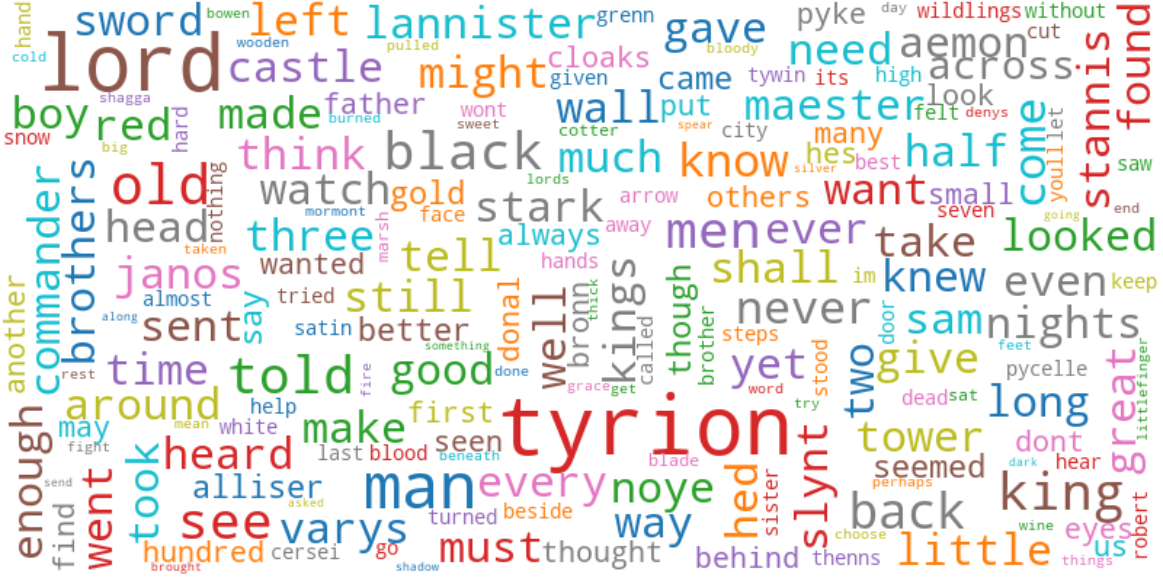 hand
sword
bowen
left
lannister
grenn
gave
pyke
day
wildlings
without
found
cold
lord
wooden
castle
pulled
might
cloaks
given
bloody
came
need
tywin
its
high
aemon
cut
across
look
stannis
boy
red
shagga
hard
made
father
burned
wont
sweet
wall
put
cotter
spear
city
maester
many
felt
denys
snow
big
think
black
much
know
hes
best
silver
half
come
youll
let
saw
commander
brothers
old
nothing
watch
gold
mormont
face
lords
stark
arrow
others
want
small
seven
going
end
head
taken
three
marsh
tell
always
away
men
ever
take
looked
janos
wanted
hands
shall
im
knew
even
keep
another
almost
say
tried
still
donal
well
bronn
thick
kings
called
though
brother
never
door
sam
nights
along
sent
satin
better
something
steps
stood
feet
rest
time
told
fire
good
done
grace
get
yet
word
try
two
give
pycelle
great
littlefinger
enough
around
mean
help
white
make
first
tyrion
dead
sat
long
may
fight
heard
last
blood
seen
beneath
blade
slynt
tower
dont
send
find
went
took
alliser
asked
man
every
noye
hed
sister
seemed
perhaps
dark
hear
king
see
varys
turned
beside
way
choose
back
wine
eyes
robert
hundred
brought
cersei
go
shadow
must
thought
behind
thenns
little
things
us